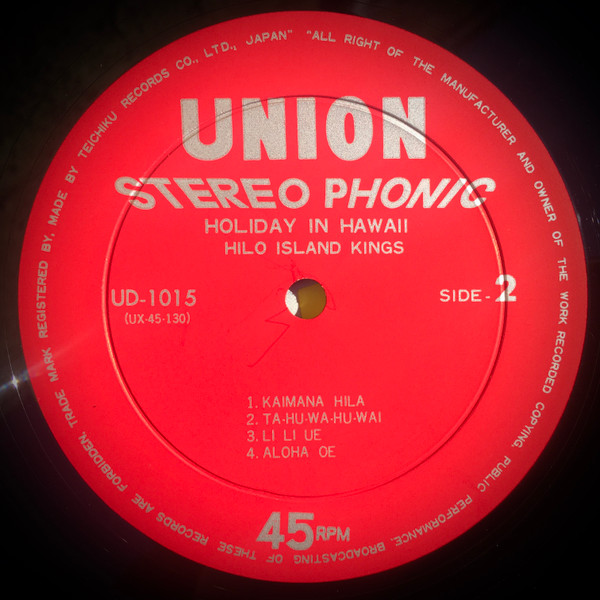 MADE BY TEICHIKU RECORDS CO., LTD., JAPAN" "ALL RIGHT OF THE MANUFACTURER AND OWNER OF THE WORK RECORDED COPYING, PUBLIC PERFORMANCE, BROADCASTING OF THESE RECORDS ARE FORBIDDEN, TRADE MARK REGISTERED BY,
UNION
STEREO PHONIC
HOLIDAY IN HAWAII
HILO ISLAND KINGS
UD-1015
(UX-45-130)
SIDE-2
1. KAIMANA HILA
2. TA-HU-WA-HU-WAI
3. LI LI UE
4. ALOHA OE
45 RPM